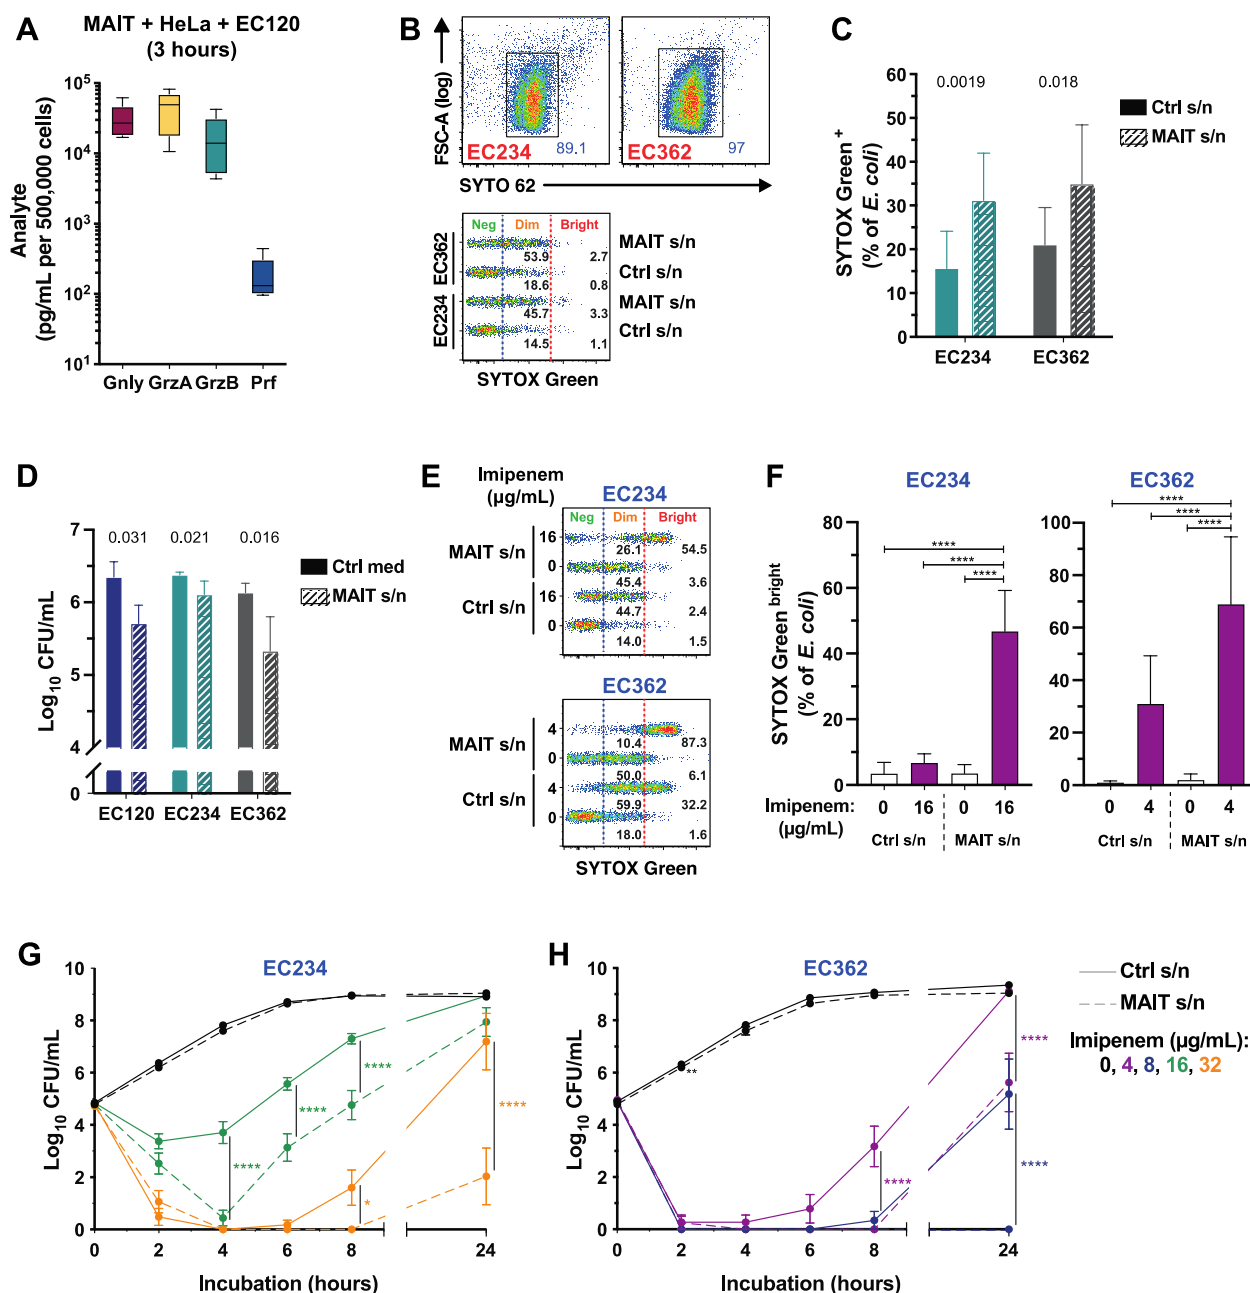 A
MAIT + HeLa + EC120
(3 hours)
Analyte
(pg/mL per 500,000 cells)
10⁵
10⁴
10³
10²
10¹
Gnly GrzA GrzB Prf
B
FSC-A (log)
EC234 89.1
EC362 97
SYTO 62
Neg Dim Bright
EC362
EC234
53.9 2.7 MAIT s/n
18.6 0.8 Ctrl s/n
45.7 3.3 MAIT s/n
14.5 1.1 Ctrl s/n
SYTOX Green
C
SYTOX Green⁺
(% of E. coli)
60
50
40
30
20
10
0
0.0019 0.018
Ctrl s/n
MAIT s/n
EC234 EC362
D
Log₁₀ CFU/mL
7
6
5
4
0
0.031 0.021 0.016
Ctrl med
MAIT s/n
EC120 EC234 EC362
E
Imipenem
(µg/mL)
EC234
Neg Dim Bright
MAIT s/n
16 26.1 54.5
0 45.4 3.6
Ctrl s/n
16 44.7 2.4
0 14.0 1.5
EC362
MAIT s/n
4 10.4 87.3
0 50.0 6.1
Ctrl s/n
4 59.9 32.2
0 18.0 1.6
SYTOX Green
F
SYTOX Green bright
(% of E. coli)
EC234
80
60
40
20
0
****
****
****
Imipenem:
(µg/mL)
0 16 0 16
Ctrl s/n MAIT s/n
EC362
100
90
80
70
60
50
40
30
20
10
0
****
****
****
0 4 0 4
Ctrl s/n MAIT s/n
G
EC234
Log₁₀ CFU/mL
10
8
6
4
2
0
****
****
****
*
****
0 2 4 6 8 24
Incubation (hours)
H
EC362
Log₁₀ CFU/mL
10
8
6
4
2
0
**
****
****
****
0 2 4 6 8 24
Incubation (hours)
Ctrl s/n
MAIT s/n
Imipenem (µg/mL):
0, 4, 8, 16, 32